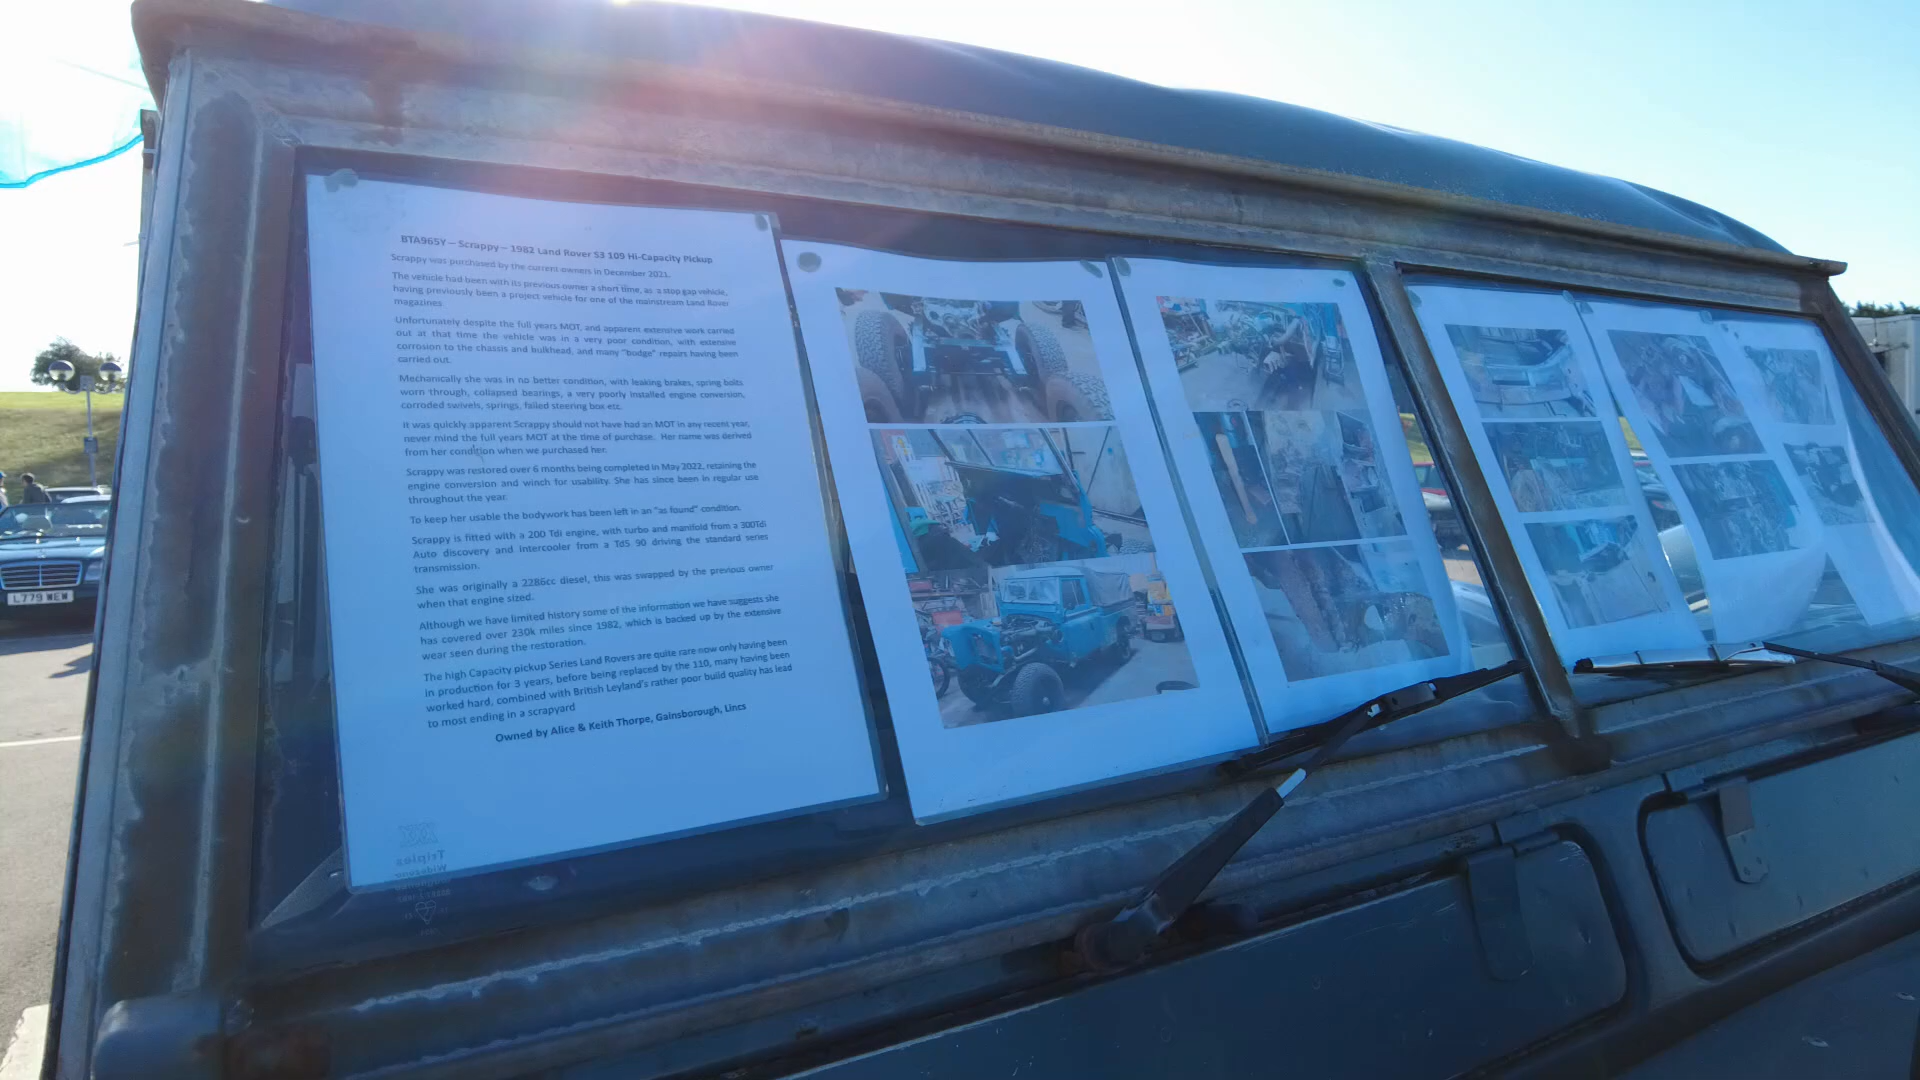 BTA965Y – Scrappy – 1982 Land Rover S3 109 Hi-Capacity Pickup
Scrappy was purchased by the current owners in December 2021.
The vehicle had been with its previous owner a short time, as a stop gap vehicle,
having previously been a project vehicle for one of the mainstream Land Rover
magazines
Unfortunately despite the full years MOT, and apparent extensive work carried
out at that time the vehicle was in a very poor condition, with extensive
corrosion to the chassis and bulkhead, and many "bodge" repairs having been
carried out.
Mechanically she was in no better condition, with leaking brakes, spring bolts
worn through, collapsed bearings, a very poorly installed engine conversion,
corroded swivels, springs, failed steering box etc.
It was quickly apparent Scrappy should not have had an MOT in any recent year,
never mind the full years MOT at the time of purchase. Her name was derived
from her condition when we purchased her.
Scrappy was restored over 6 months being completed in May 2022, retaining the
engine conversion and winch for usability. She has since been in regular use
throughout the year.
To keep her usable the bodywork has been left in an "as found" condition.
Scrappy is fitted with a 200 Tdi engine, with turbo and manifold from a 300Tdi
Auto discovery and intercooler from a Td5 90 driving the standard series
transmission.
She was originally a 2286cc diesel, this was swapped by the previous owner
when that engine sized.
Although we have limited history some of the information we have suggests she
has covered over 230k miles since 1982, which is backed up by the extensive
wear seen during the restoration.
The high Capacity pickup Series Land Rovers are quite rare now only having been
in production for 3 years, before being replaced by the 110, many having been
worked hard, combined with British Leyland's rather poor build quality has lead
to most ending in a scrapyard
Owned by Alice & Keith Thorpe, Gainsborough, Lincs
Triplex
L779 WEW